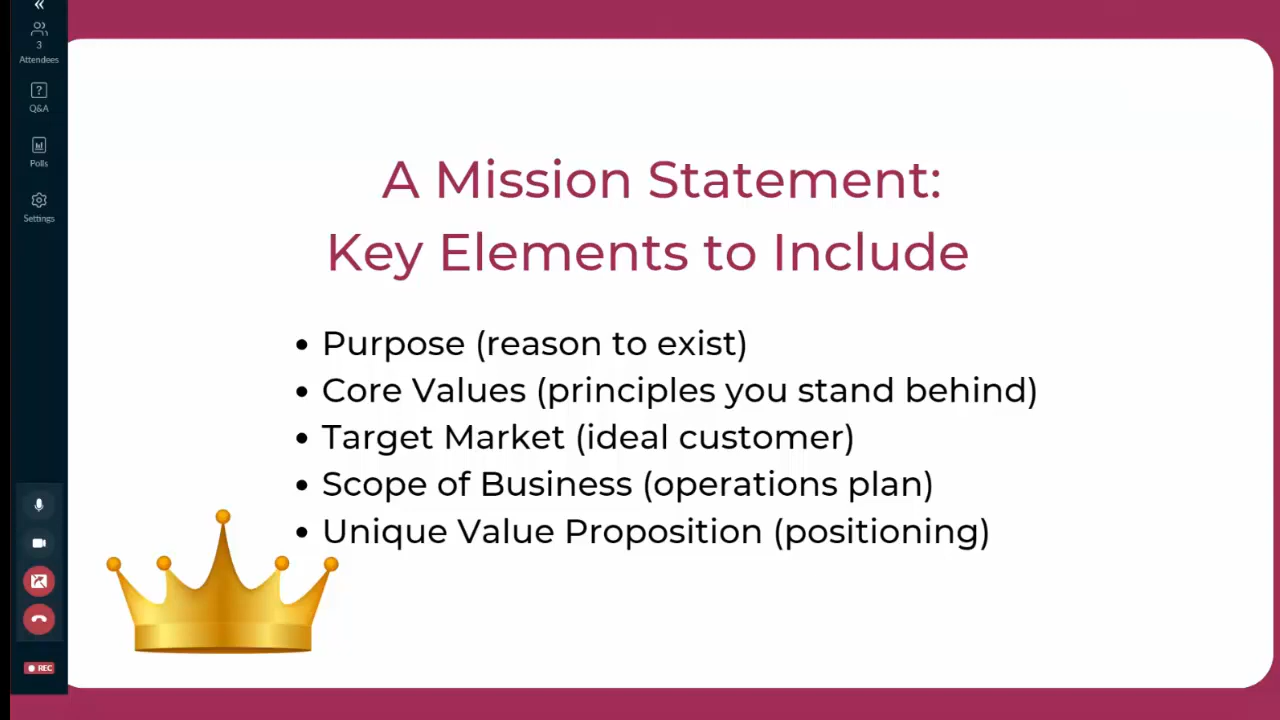 3
Attendees
Q&A
Polls
Settings
REC
A Mission Statement:
Key Elements to Include
• Purpose (reason to exist)
• Core Values (principles you stand behind)
• Target Market (ideal customer)
• Scope of Business (operations plan)
• Unique Value Proposition (positioning)